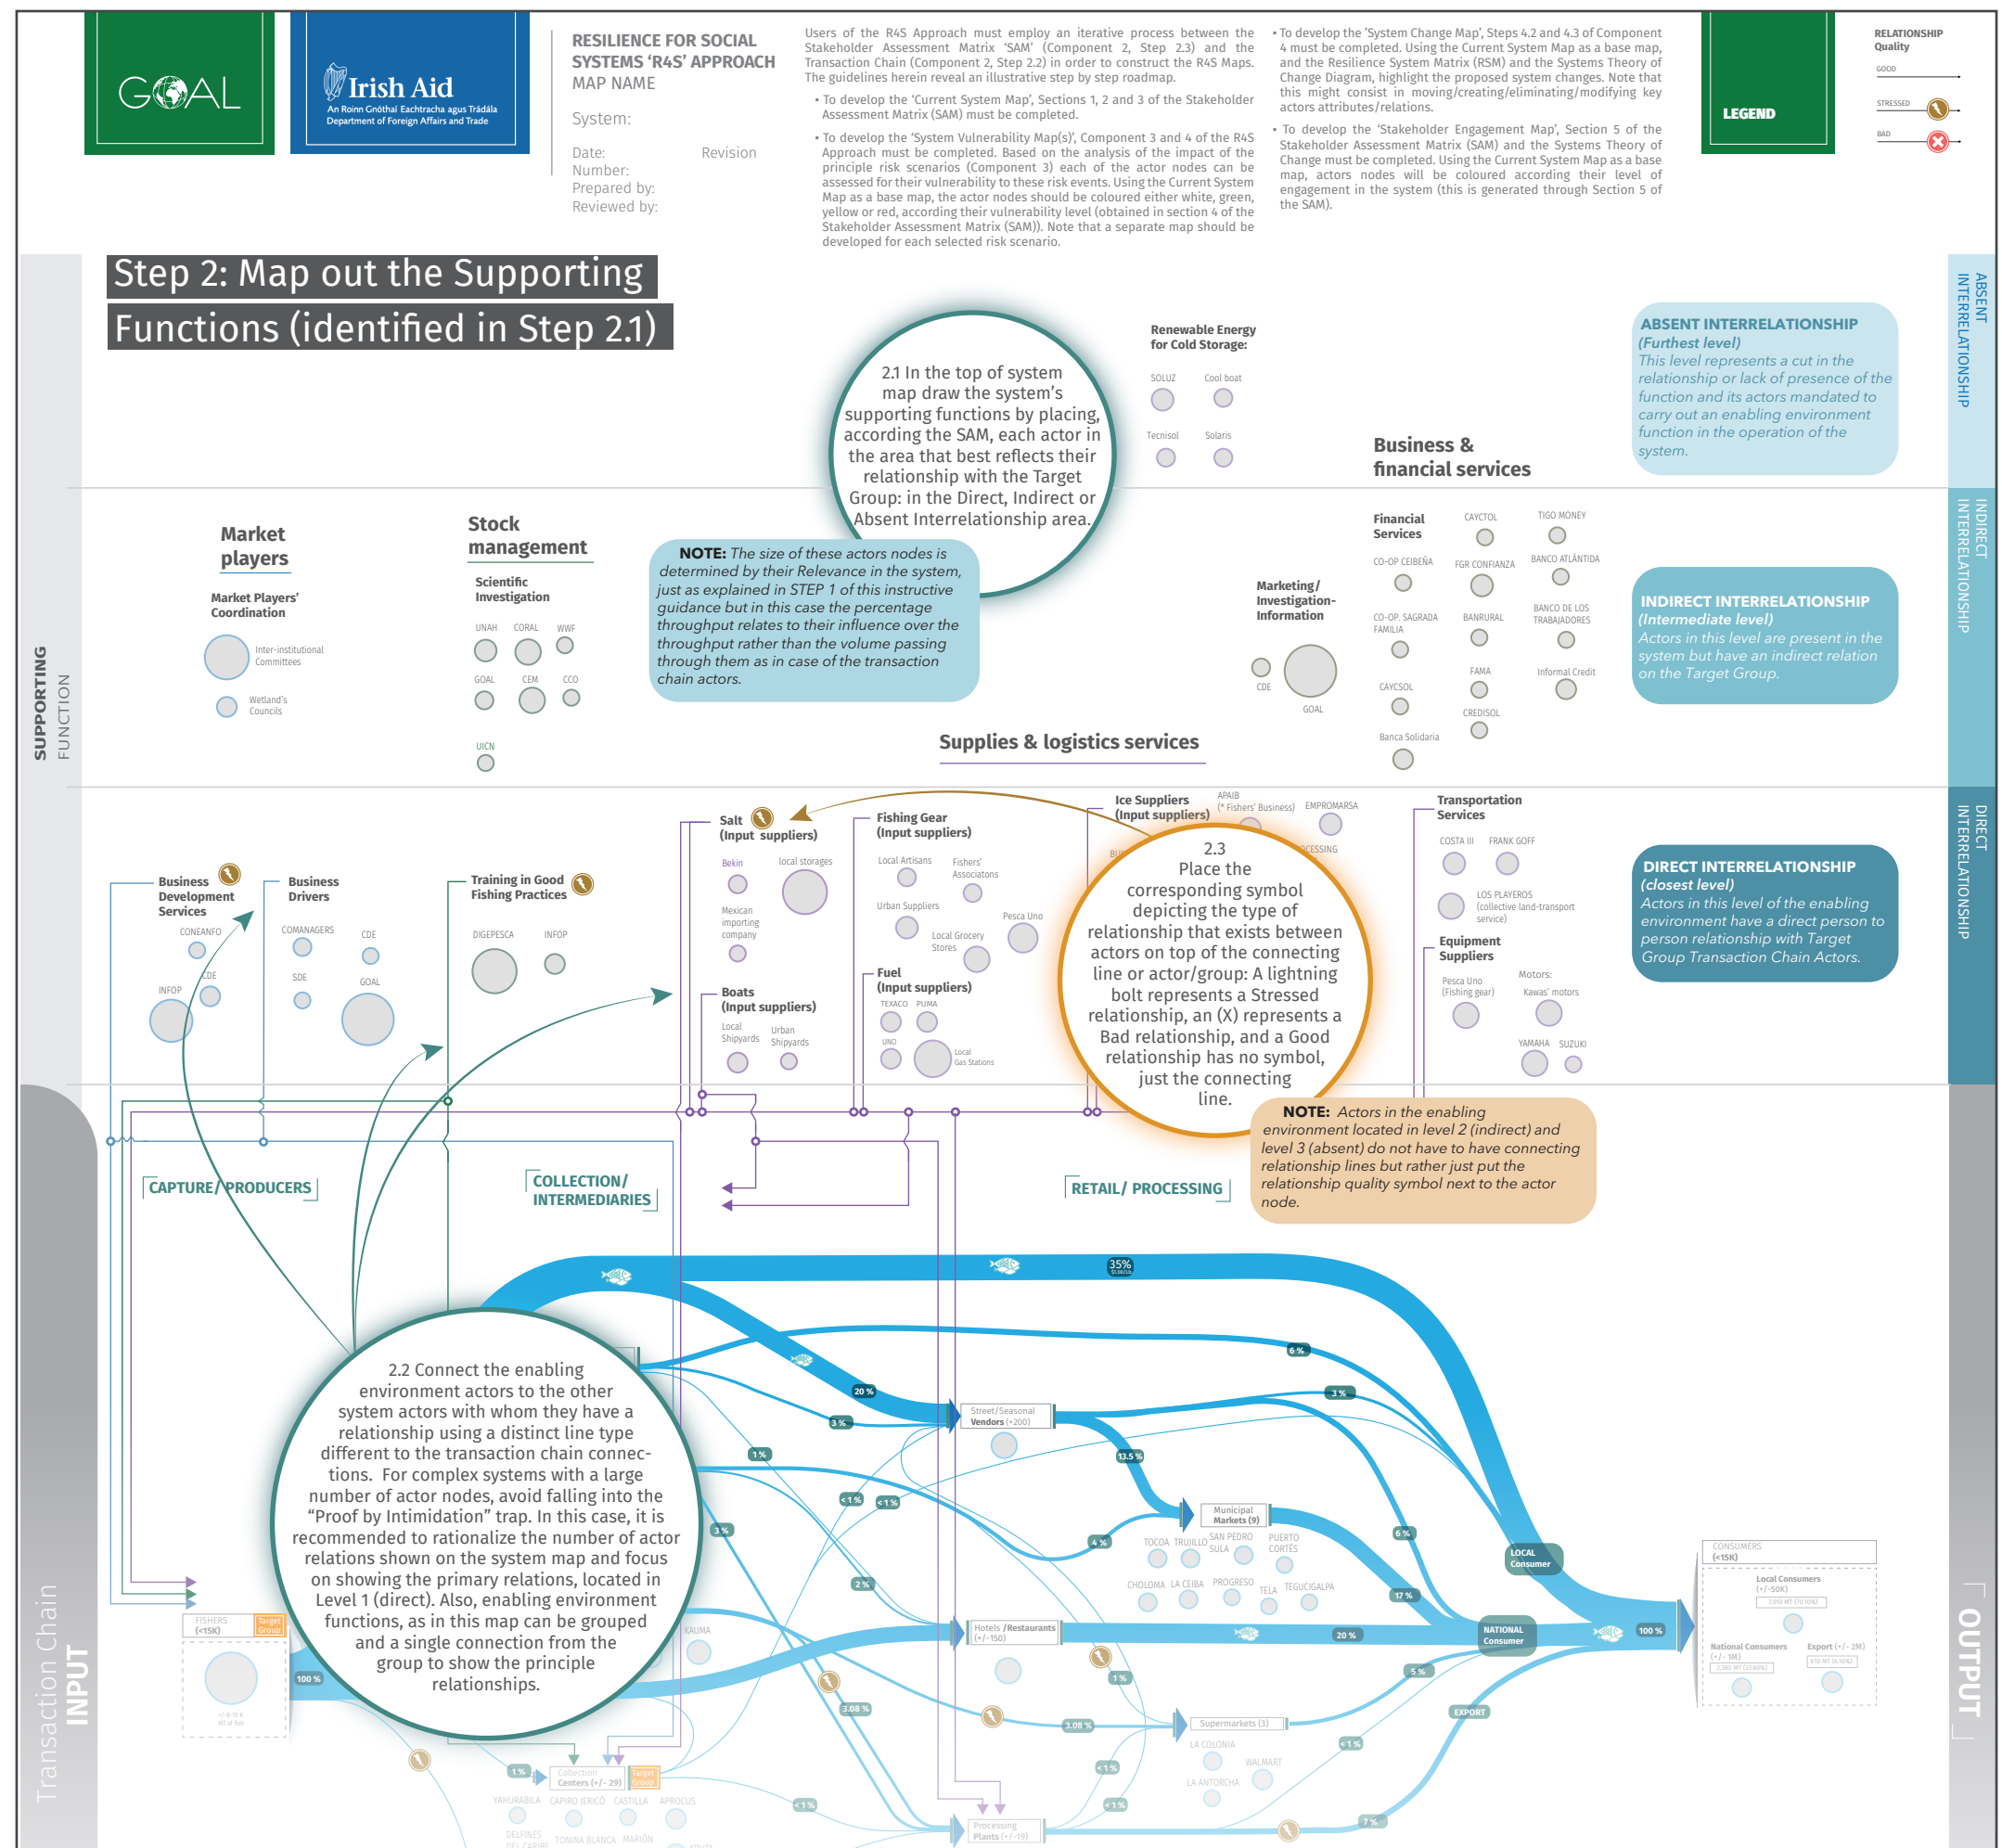 GOAL
Irish Aid
An Roinn Gnóthaí Eachtracha agus Trádála
Department of Foreign Affairs and Trade
RESILIENCE FOR SOCIAL
SYSTEMS ‘R4S’ APPROACH
MAP NAME
System:
Date: Revision
Number:
Prepared by:
Reviewed by:
Users of the R4S Approach must employ an iterative process between the
Stakeholder Assessment Matrix ‘SAM’ (Component 2, Step 2.3) and the
Transaction Chain (Component 2, Step 2.2) in order to construct the R4S Maps.
The guidelines herein reveal an illustrative step by step roadmap.
• To develop the ‘Current System Map’, Sections 1, 2 and 3 of the Stakeholder
Assessment Matrix (SAM) must be completed.
• To develop the ‘System Vulnerability Map(s)’, Component 3 and 4 of the R4S
Approach must be completed. Based on the analysis of the impact of the
principle risk scenarios (Component 3) each of the actor nodes can be
assessed for their vulnerability to these risk events. Using the Current System
Map as a base map, the actor nodes should be coloured either white, green,
yellow or red, according their vulnerability level (obtained in section 4 of the
Stakeholder Assessment Matrix (SAM)). Note that a separate map should be
developed for each selected risk scenario.
• To develop the ‘System Change Map’, Steps 4.2 and 4.3 of Component
4 must be completed. Using the Current System Map as a base map,
and the Resilience System Matrix (RSM) and the Systems Theory of
Change Diagram, highlight the proposed system changes. Note that
this might consist in moving/creating/eliminating/modifying key
actors attributes/relations.
• To develop the ‘Stakeholder Engagement Map’, Section 5 of the
Stakeholder Assessment Matrix (SAM) and the Systems Theory of
Change must be completed. Using the Current System Map as a base
map, actors nodes will be coloured according their level of
engagement in the system (this is generated through Section 5 of
the SAM).
LEGEND
RELATIONSHIP
Quality
GOOD
STRESSED
BAD
Step 2: Map out the Supporting
Functions (identified in Step 2.1)
2.1 In the top of system
map draw the system’s
supporting functions by placing,
according the SAM, each actor in
the area that best reflects their
relationship with the Target
Group: in the Direct, Indirect or
Absent Interrelationship area.
Renewable Energy
for Cold Storage:
SOLUZ Cool boat
Tecnisol Solaris
ABSENT INTERRELATIONSHIP
(Furthest level)
This level represents a cut in the
relationship or lack of presence of the
function and its actors mandated to
carry out an enabling environment
function in the operation of the
system.
ABSENT
INTERRELATIONSHIP
SUPPORTING
FUNCTION
Market
players
Market Players’
Coordination
Inter-institutional
Committees
Wetland’s
Councils
Stock
management
Scientific
Investigation
UNAH CORAL WWF
GOAL CEM CCO
UICN
NOTE: The size of these actors nodes is
determined by their Relevance in the system,
just as explained in STEP 1 of this instructive
guidance but in this case the percentage
throughput relates to their influence over the
throughput rather than the volume passing
through them as in case of the transaction
chain actors.
Supplies & logistics services
Business &
financial services
Marketing/
Investigation-
Information
CDE
GOAL
Financial
Services
CAYCTOL TIGO MONEY
CO-OP CEIBEÑA FGR CONFIANZA BANCO ATLÁNTIDA
CO-OP. SAGRADA
FAMILIA
BANRURAL
BANCO DE LOS
TRABAJADORES
CAYCSOL FAMA Informal Credit
CREDISOL
Banca Solidaria
INDIRECT INTERRELATIONSHIP
(Intermediate level)
Actors in this level are present in the
system but have an indirect relation
on the Target Group.
INDIRECT
INTERRELATIONSHIP
Business
Development
Services
CONEANFO
CDE
INFOP
Business
Drivers
COMANAGERS CDE
SDE GOAL
Training in Good
Fishing Practices
DIGEPESCA INFOP
Salt
(Input suppliers)
Bekin local storages
Mexican
importing
company
Boats
(Input suppliers)
Local
Shipyards
Urban
Shipyards
Fishing Gear
(Input suppliers)
Local Artisans
Fishers’
Associatons
Urban Suppliers
Pesca Uno
Local Grocery
Stores
Fuel
(Input suppliers)
TEXACO PUMA
UNO
Local
Gas Stations
Ice Suppliers
(Input suppliers)
APAIB
(* Fishers’ Business)
EMPROMARSA
2.3
Place the
corresponding symbol
depicting the type of
relationship that exists between
actors on top of the connecting
line or actor/group: A lightning
bolt represents a Stressed
relationship, an (X) represents a
Bad relationship, and a Good
relationship has no symbol,
just the connecting
line.
Transportation
Services
COSTA III FRANK GOFF
LOS PLAYEROS
(collective land-transport
service)
Equipment
Suppliers
Pesca Uno
(Fishing gear)
Motors:
Kawas’ motors
YAMAHA SUZUKI
DIRECT INTERRELATIONSHIP
(closest level)
Actors in this level of the enabling
environment have a direct person to
person relationship with Target
Group Transaction Chain Actors.
DIRECT
INTERRELATIONSHIP
NOTE: Actors in the enabling
environment located in level 2 (indirect) and
level 3 (absent) do not have to have connecting
relationship lines but rather just put the
relationship quality symbol next to the actor
node.
CAPTURE/ PRODUCERS
COLLECTION/
INTERMEDIARIES
RETAIL/ PROCESSING
Transaction Chain
INPUT
2.2 Connect the enabling
environment actors to the other
system actors with whom they have a
relationship using a distinct line type
different to the transaction chain connec-
tions. For complex systems with a large
number of actor nodes, avoid falling into the
“Proof by Intimidation” trap. In this case, it is
recommended to rationalize the number of actor
relations shown on the system map and focus
on showing the primary relations, located in
Level 1 (direct). Also, enabling environment
functions, as in this map can be grouped
and a single connection from the
group to show the principle
relationships.
35%
6 %
20 %
3 %
3 %
1 %
13.5 %
< 1 %
< 1 %
3 %
4 %
6 %
2 %
17 %
20 %
100 %
5 %
1 %
3.08 %
3.08 %
EXPORT
< 1 %
< 1 %
< 1 %
< 1 %
7 %
1 %
100 %
Street/Seasonal
Vendors (+200)
Municipal
Markets (9)
TOCOA TRUJILLO SAN PEDRO
SULA
PUERTO
CORTÉS
CHOLOMA LA CEIBA PROGRESO TELA TEGUCIGALPA
Hotels /Restaurants
(+/-150)
Supermarkets (3)
LA COLONIA
WALMART
LA ANTORCHA
Processing
Plants (+/-19)
LOCAL
Consumer
NATIONAL
Consumer
CONSUMERS
(<15K)
Local Consumers
(+/-50K)
7,010 MT (70.10%)
National Consumers
(+/- 1M)
2,380 MT (23.80%)
Export (+/- 2M)
610 MT (6.10%)
OUTPUT
FISHERS
(<15K)
Target
Group
MT of fish
KAUMA
Collection
Centers (+/- 29)
Target
Group
YAHURABILA CAPIRO JERICÓ CASTILLA APROCUS
DELFINES
DEL CARIBE
TONINA BLANCA MARIÓN